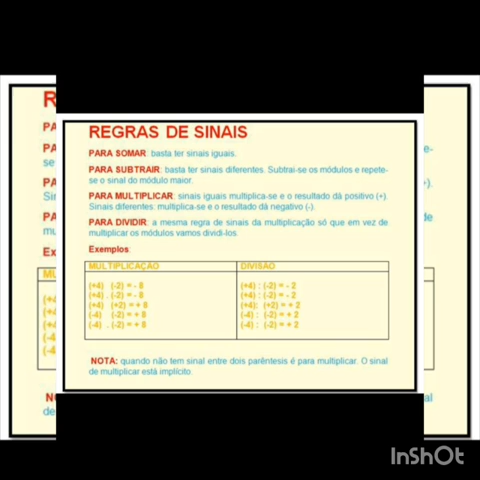 REGRAS DE SINAIS
PARA SOMAR: basta ter sinais iguais.
PARA SUBTRAIR: basta ter sinais diferentes. Subtrai-se os módulos e repete-
se o sinal do módulo maior.
PARA MULTIPLICAR: sinais iguais multiplica-se e o resultado dá positivo (+).
Sinais diferentes: multiplica-se e o resultado dá negativo (-).
PARA DIVIDIR: a mesma regra de sinais da multiplicação só que em vez de
multiplicar os módulos vamos dividi-los.
Exemplos:
MULTIPLICAÇÃO DIVISÃO
(+4) (-2) = - 8 (+4) : (-2) = - 2
(+4) . (-2) = - 8 (+4) : (-2) = - 2
(+4) (+2) = + 8 (+4): (+2) = + 2
(-4) (-2) = + 8 (-4) : (-2) = + 2
(-4) . (-2) = + 8 (-4) : (-2) = + 2
NOTA: quando não tem sinal entre dois parêntesis é para multiplicar. O sinal
de multiplicar está implícito.
InShOt